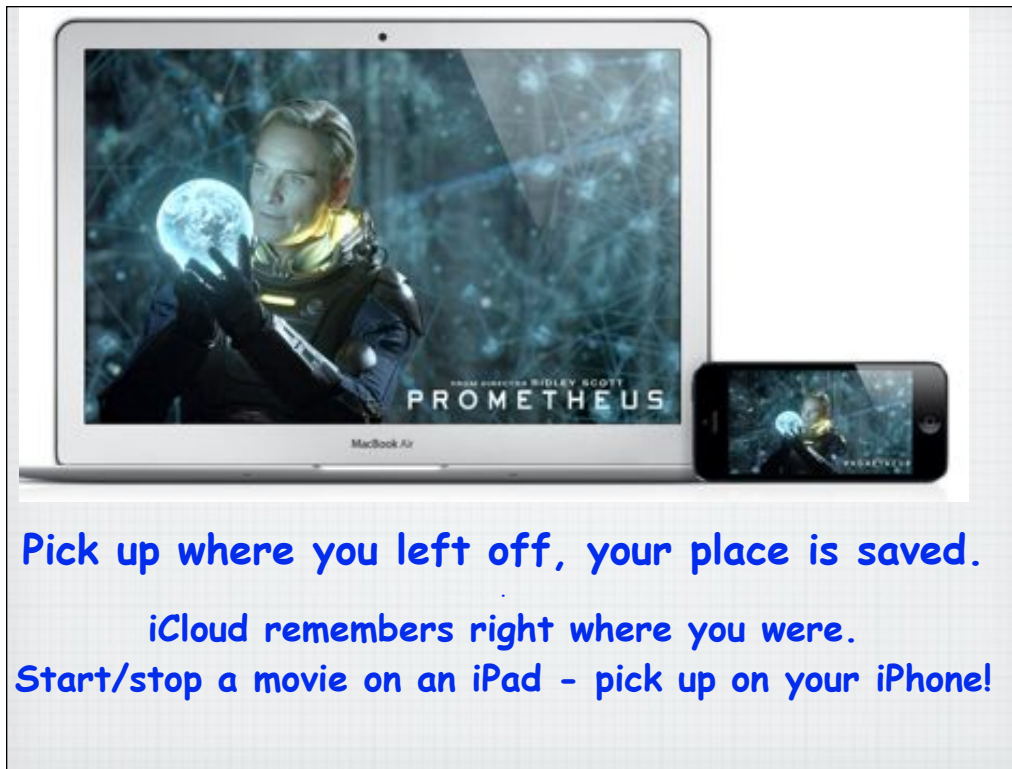 FROM DIRECTOR RIDLEY SCOTT
PROMETHEUS
MacBook Air
PROMETHEUS
Pick up where you left off, your place is saved.
.
iCloud remembers right where you were.
Start/stop a movie on an iPad - pick up on your iPhone!